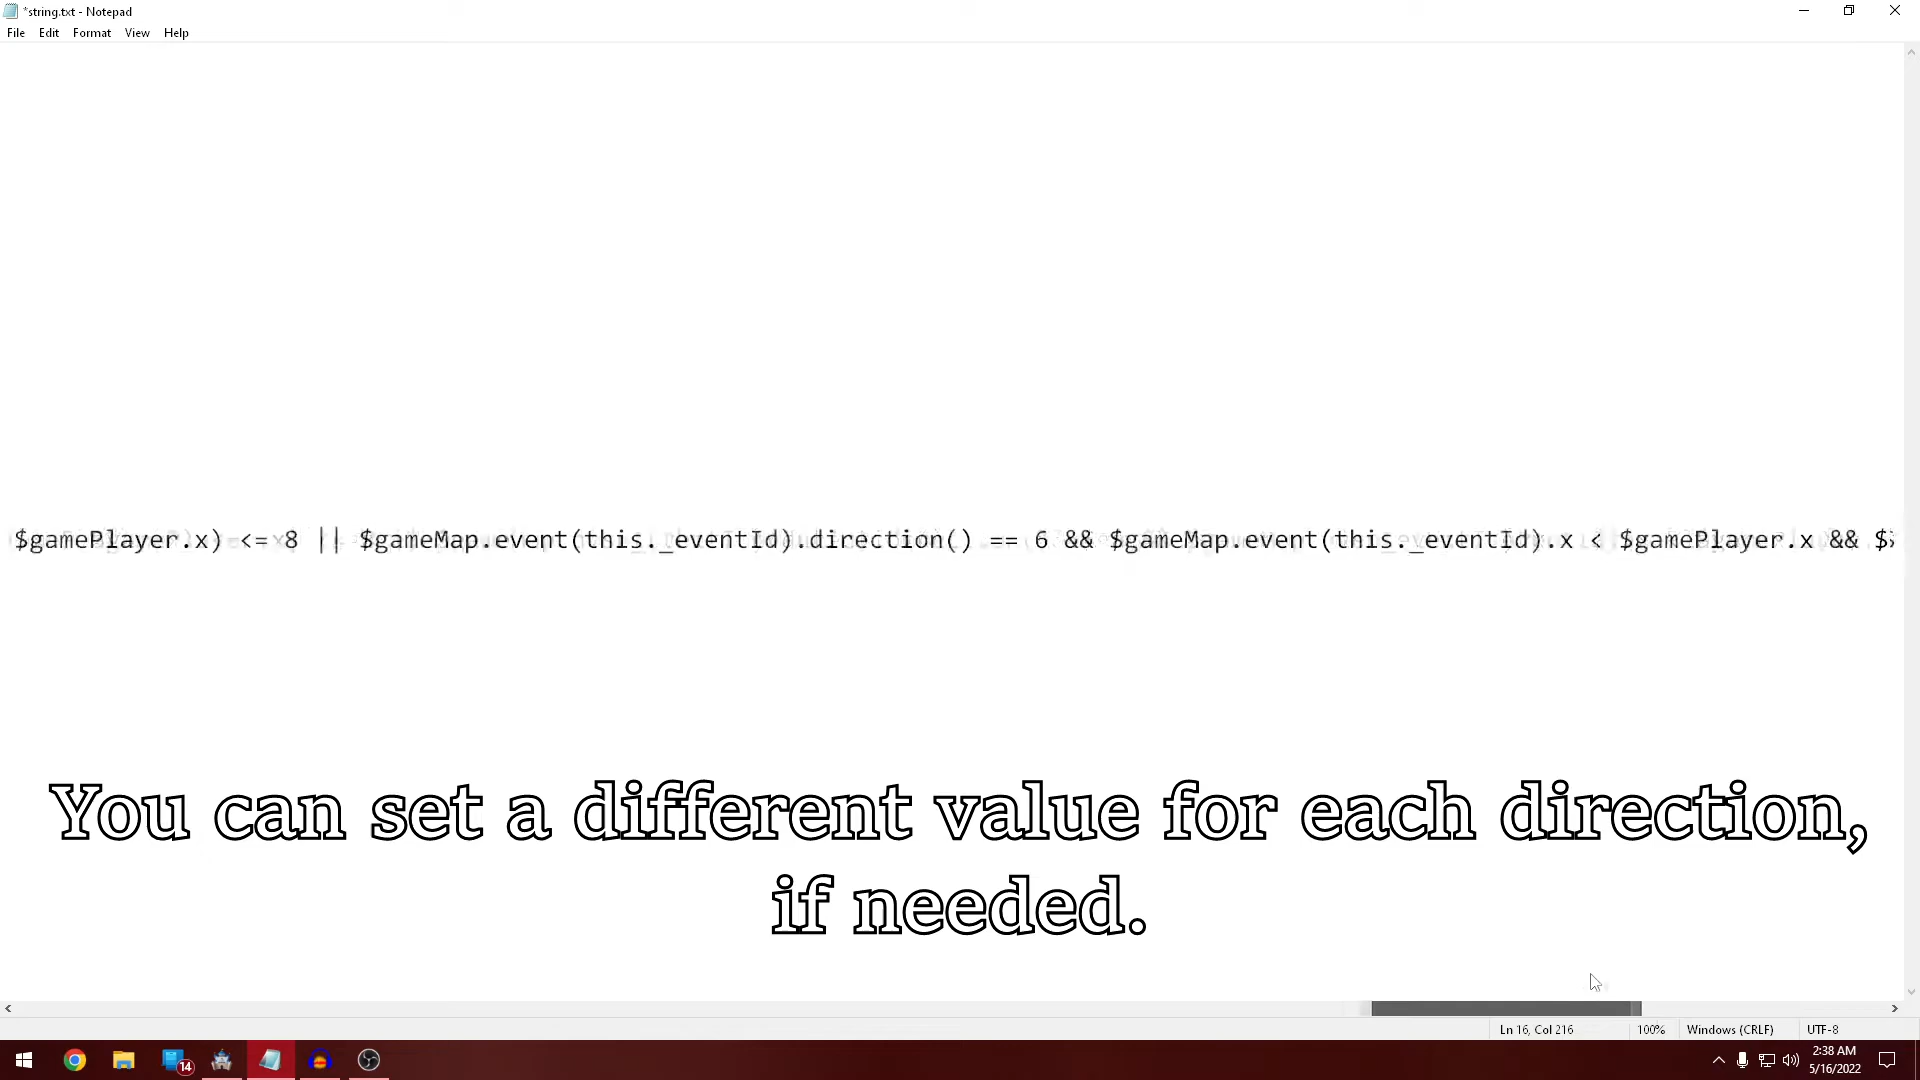 *string.txt - Notepad
File Edit Format View Help
$gamePlayer.x) <= 8 || $gameMap.event(this._eventId).direction() == 6 && $gameMap.event(this._eventId).x < $gamePlayer.x && $
You can set a different value for each direction,
if needed.
Ln 16, Col 216 100% Windows (CRLF) UTF-8
14
2:38 AM
5/16/2022